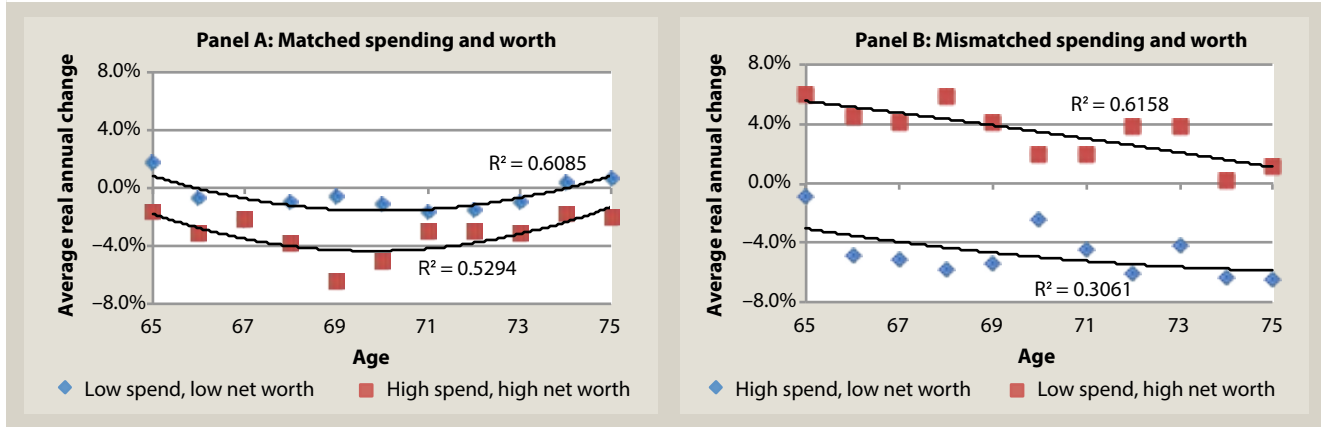 Panel A: Matched spending and worth
Average real annual change
8.0%
4.0%
0.0%
−4.0%
−8.0%
R² = 0.6085
R² = 0.5294
65 67 69 71 73 75
Age
Low spend, low net worth High spend, high net worth
Panel B: Mismatched spending and worth
Average real annual change
8.0%
4.0%
0.0%
−4.0%
−8.0%
R² = 0.6158
R² = 0.3061
65 67 69 71 73 75
Age
High spend, low net worth Low spend, high net worth